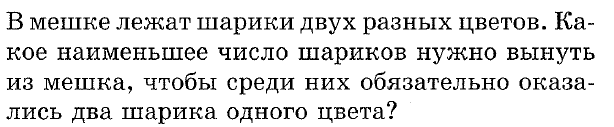 В мешке лежат шарики двух разных цветов. Ка-
кое наименьшее число шариков нужно вынуть
из мешка, чтобы среди них обязательно оказа-
лись два шарика одного цвета?